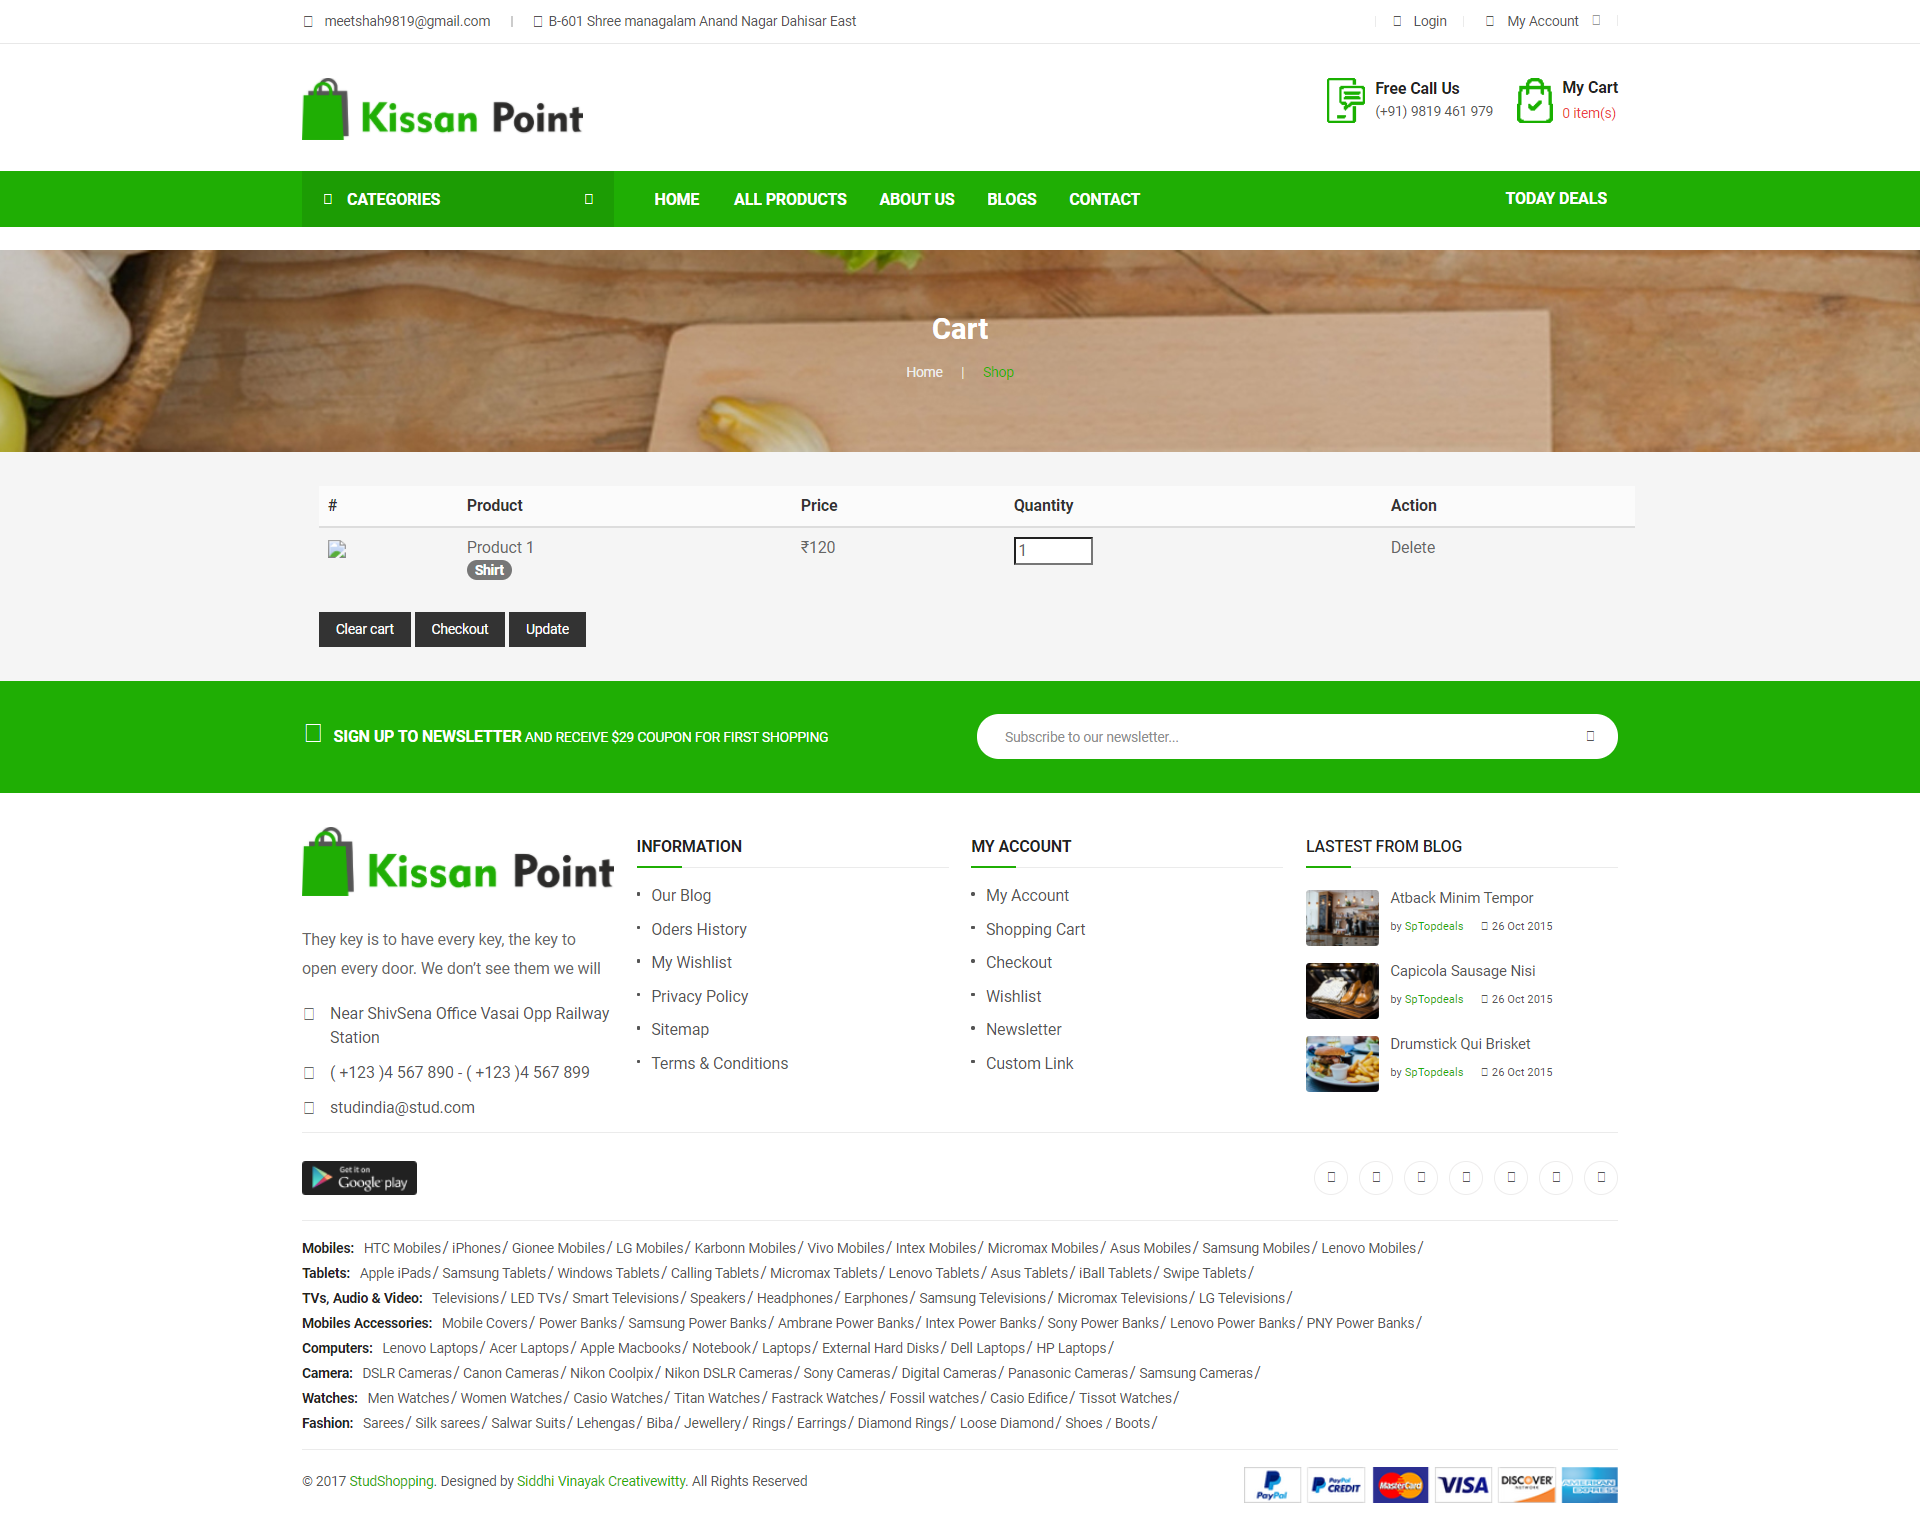 meetshah9819@gmail.com | B-601 Shree managalam Anand Nagar Dahisar East
Login
My Account
Kissan Point
Free Call Us
(+91) 9819 461 979
My Cart
0 item(s)
CATEGORIES
HOME ALL PRODUCTS ABOUT US BLOGS CONTACT
TODAY DEALS
Cart
Home | Shop
# Product Price Quantity Action
Product 1 ₹120 1 Delete
Shirt
Clear cart Checkout Update
SIGN UP TO NEWSLETTER AND RECEIVE $29 COUPON FOR FIRST SHOPPING
Subscribe to our newsletter...
Kissan Point
They key is to have every key, the key to
open every door. We don’t see them we will
Near ShivSena Office Vasai Opp Railway
Station
( +123 )4 567 890 - ( +123 )4 567 899
studindia@stud.com
INFORMATION
Our Blog
Oders History
My Wishlist
Privacy Policy
Sitemap
Terms & Conditions
MY ACCOUNT
My Account
Shopping Cart
Checkout
Wishlist
Newsletter
Custom Link
LASTEST FROM BLOG
Atback Minim Tempor
by SpTopdeals 26 Oct 2015
Capicola Sausage Nisi
by SpTopdeals 26 Oct 2015
Drumstick Qui Brisket
by SpTopdeals 26 Oct 2015
Get it on
Google play
Mobiles: HTC Mobiles/ iPhones/ Gionee Mobiles/ LG Mobiles/ Karbonn Mobiles/ Vivo Mobiles/ Intex Mobiles/ Micromax Mobiles/ Asus Mobiles/ Samsung Mobiles/ Lenovo Mobiles/
Tablets: Apple iPads/ Samsung Tablets/ Windows Tablets/ Calling Tablets/ Micromax Tablets/ Lenovo Tablets/ Asus Tablets/ iBall Tablets/ Swipe Tablets/
TVs, Audio & Video: Televisions/ LED TVs/ Smart Televisions/ Speakers/ Headphones/ Earphones/ Samsung Televisions/ Micromax Televisions/ LG Televisions/
Mobiles Accessories: Mobile Covers/ Power Banks/ Samsung Power Banks/ Ambrane Power Banks/ Intex Power Banks/ Sony Power Banks/ Lenovo Power Banks/ PNY Power Banks/
Computers: Lenovo Laptops/ Acer Laptops/ Apple Macbooks/ Notebook/ Laptops/ External Hard Disks/ Dell Laptops/ HP Laptops/
Camera: DSLR Cameras/ Canon Cameras/ Nikon Coolpix/ Nikon DSLR Cameras/ Sony Cameras/ Digital Cameras/ Panasonic Cameras/ Samsung Cameras/
Watches: Men Watches/ Women Watches/ Casio Watches/ Titan Watches/ Fastrack Watches/ Fossil watches/ Casio Edifice/ Tissot Watches/
Fashion: Sarees/ Silk sarees/ Salwar Suits/ Lehengas/ Biba/ Jewellery/ Rings/ Earrings/ Diamond Rings/ Loose Diamond/ Shoes / Boots/
© 2017 StudShopping. Designed by Siddhi Vinayak Creativewitty. All Rights Reserved
PayPal
PayPal CREDIT
MasterCard
VISA
DISCOVER NETWORK
AMERICAN EXPRESS